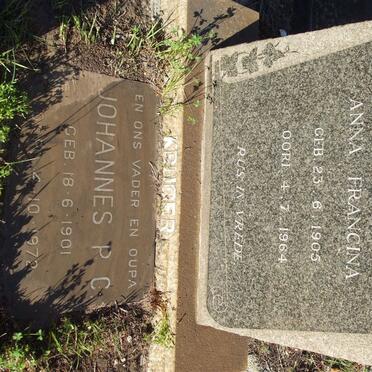 ANNA FRANCINA
GEB 23 6 1905
OORL 4 7 1964
RUS IN VREDE
KRUGER
EN ONS VADER EN OUPA
JOHANNES P C
GEB 18·6·1901
10·1972